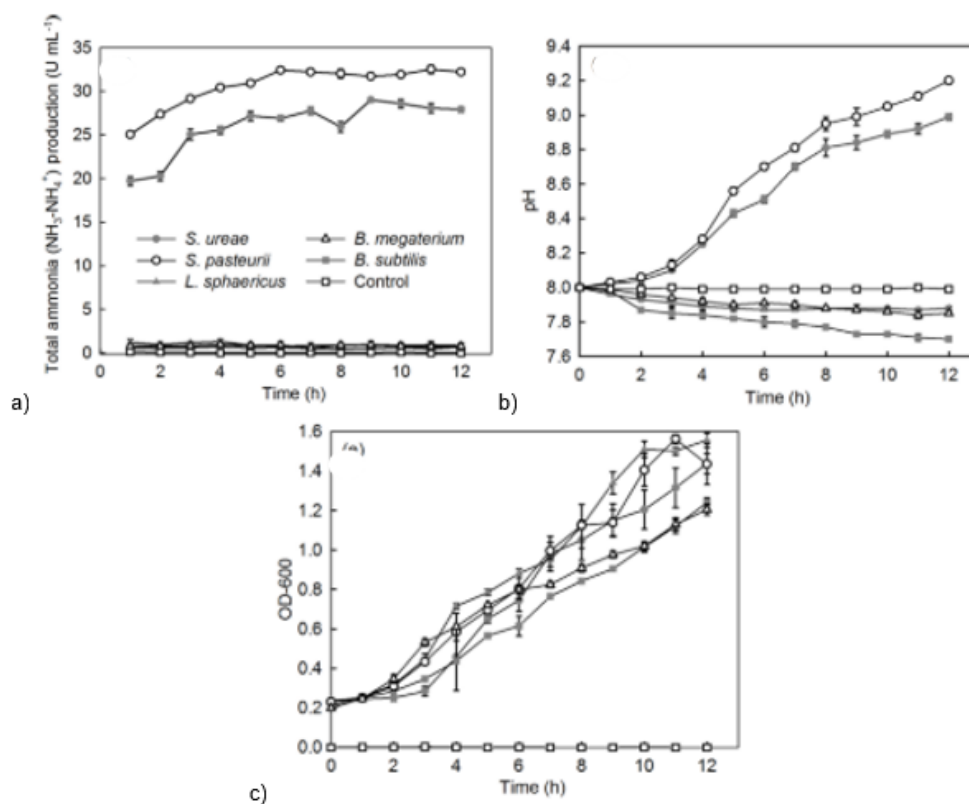 Total ammonia (NH₃-NH₄⁺) production (U mL⁻¹)
40
35
30
25
20
15
10
5
0
S. ureae
S. pasteurii
L. sphaericus
B. megaterium
B. subtilis
Control
0 2 4 6 8 10 12
Time (h)
a)
pH
9.4
9.2
9.0
8.8
8.6
8.4
8.2
8.0
7.8
7.6
0 2 4 6 8 10 12
Time (h)
b)
OD-600
1.6
1.4
1.2
1.0
0.8
0.6
0.4
0.2
0.0
0 2 4 6 8 10 12
Time (h)
c)